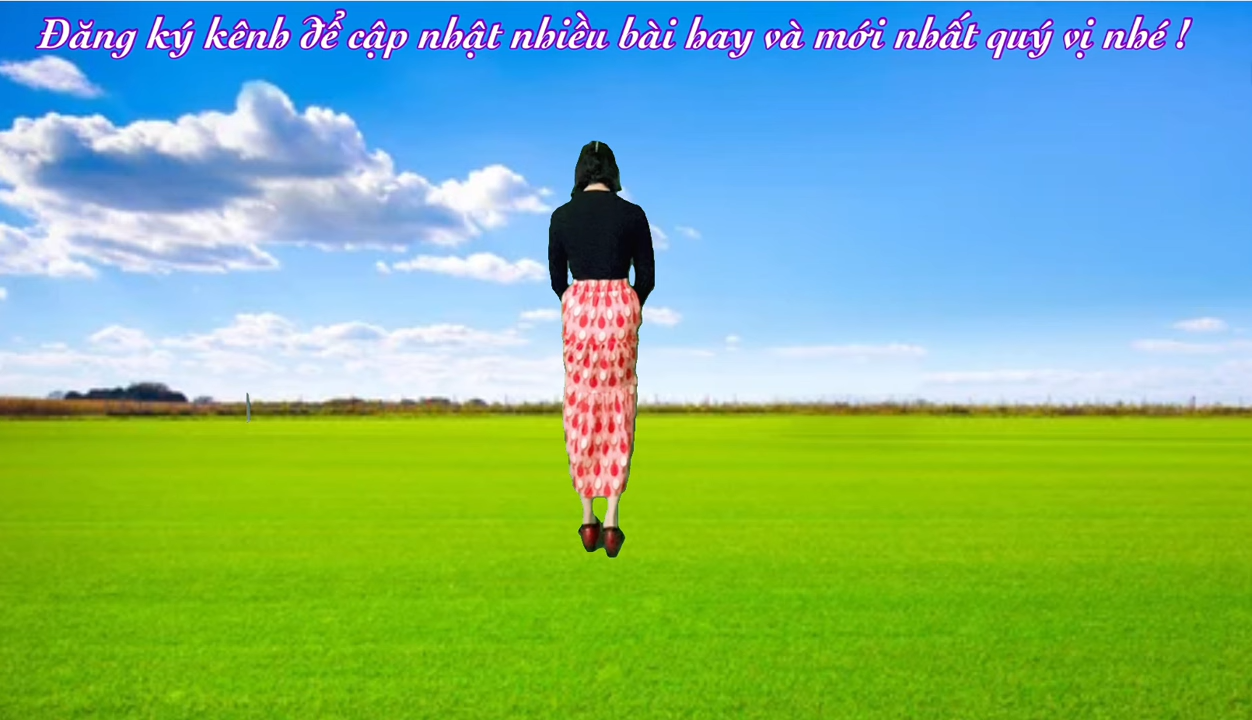 Đăng ký kênh để cập nhật nhiều bài hay và mới nhất quý vị nhé !